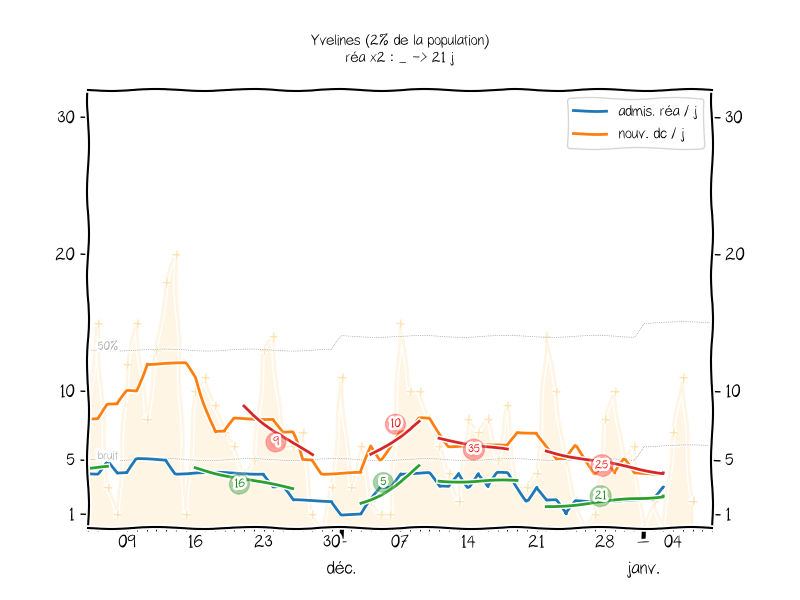 Yvelines (2% de la population)
réa x2 : _ -> 21 j
admis. réa / j
nouv. dc / j
30 30
20 20
50%
10 10
10
9
35
bruit
5 5
25
16
5
21
1 1
09 16 23 30 07 14 21 28 04
déc. janv.